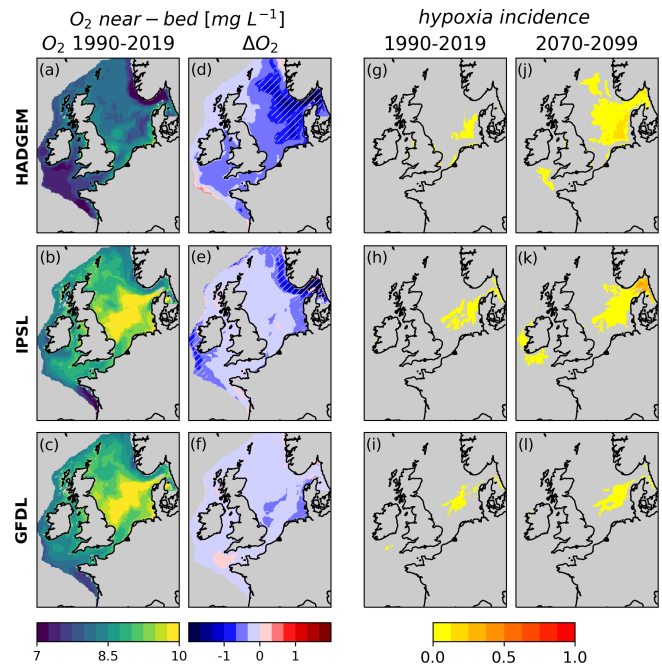 O₂ near−bed [mg L⁻¹] hypoxia incidence
O₂ 1990-2019 ΔO₂ 1990-2019 2070-2099
HADGEM (a) (d) (g) (j)
IPSL (b) (e) (h) (k)
GFDL (c) (f) (i) (l)
7 8.5 10 -1 0 1 0.0 0.5 1.0